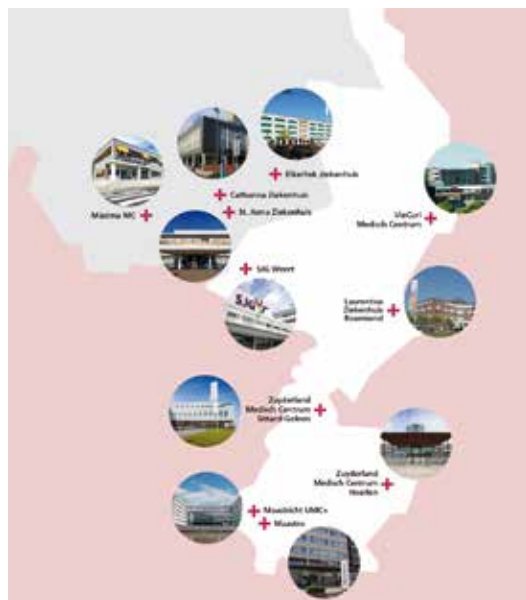 Elkerliek Ziekenhuis
Catharina Ziekenhuis
St. Anna Ziekenhuis
Máxima MC
VieCuri
Medisch Centrum
SJG Weert
SJG
Laurentius
Ziekenhuis
Roermond
Zuyderland
Medisch Centrum
Sittard-Geleen
Zuyderland
Medisch Centrum
Heerlen
Maastricht UMC+
Maastro